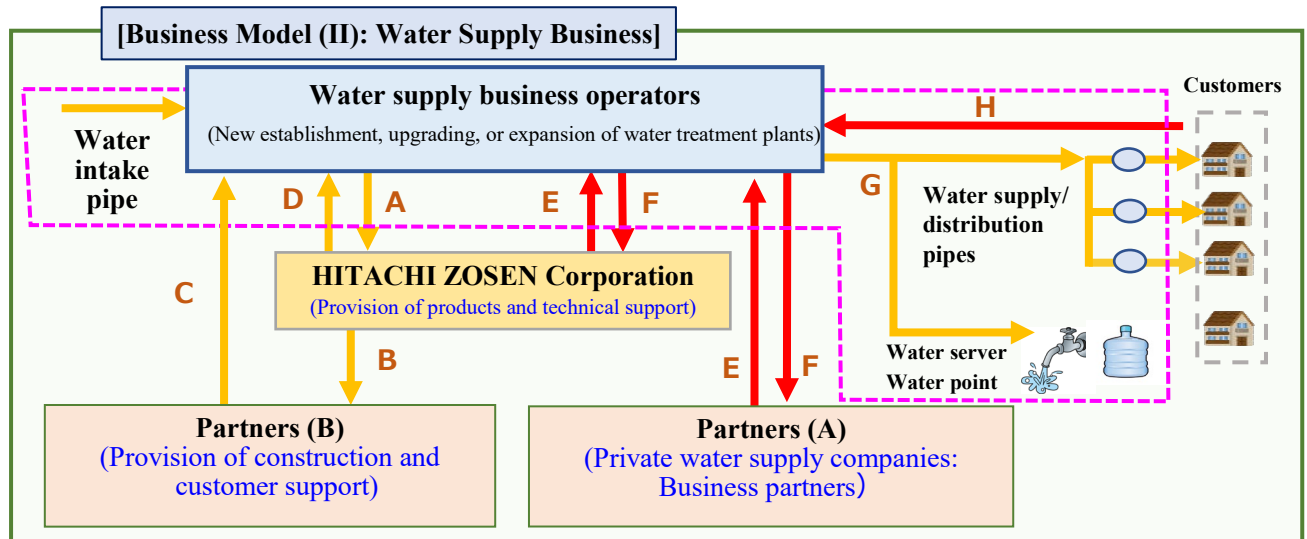 [Business Model (II): Water Supply Business]
Water supply business operators
(New establishment, upgrading, or expansion of water treatment plants)
Customers
H
Water
intake
pipe
D
A
E
F
G
Water supply/
distribution
pipes
HITACHI ZOSEN Corporation
(Provision of products and technical support)
C
B
E
F
Water server
Water point
Partners (B)
(Provision of construction and
customer support)
Partners (A)
(Private water supply companies:
Business partners）